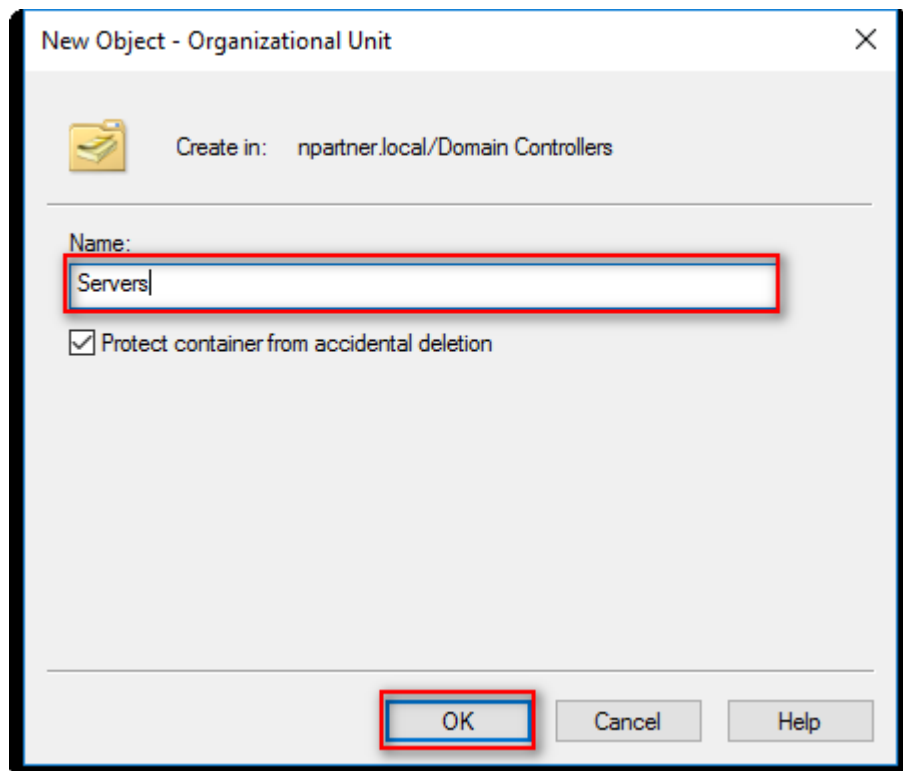 New Object - Organizational Unit
Create in: npartner.local/Domain Controllers
Name:
Servers
Protect container from accidental deletion
OK Cancel Help